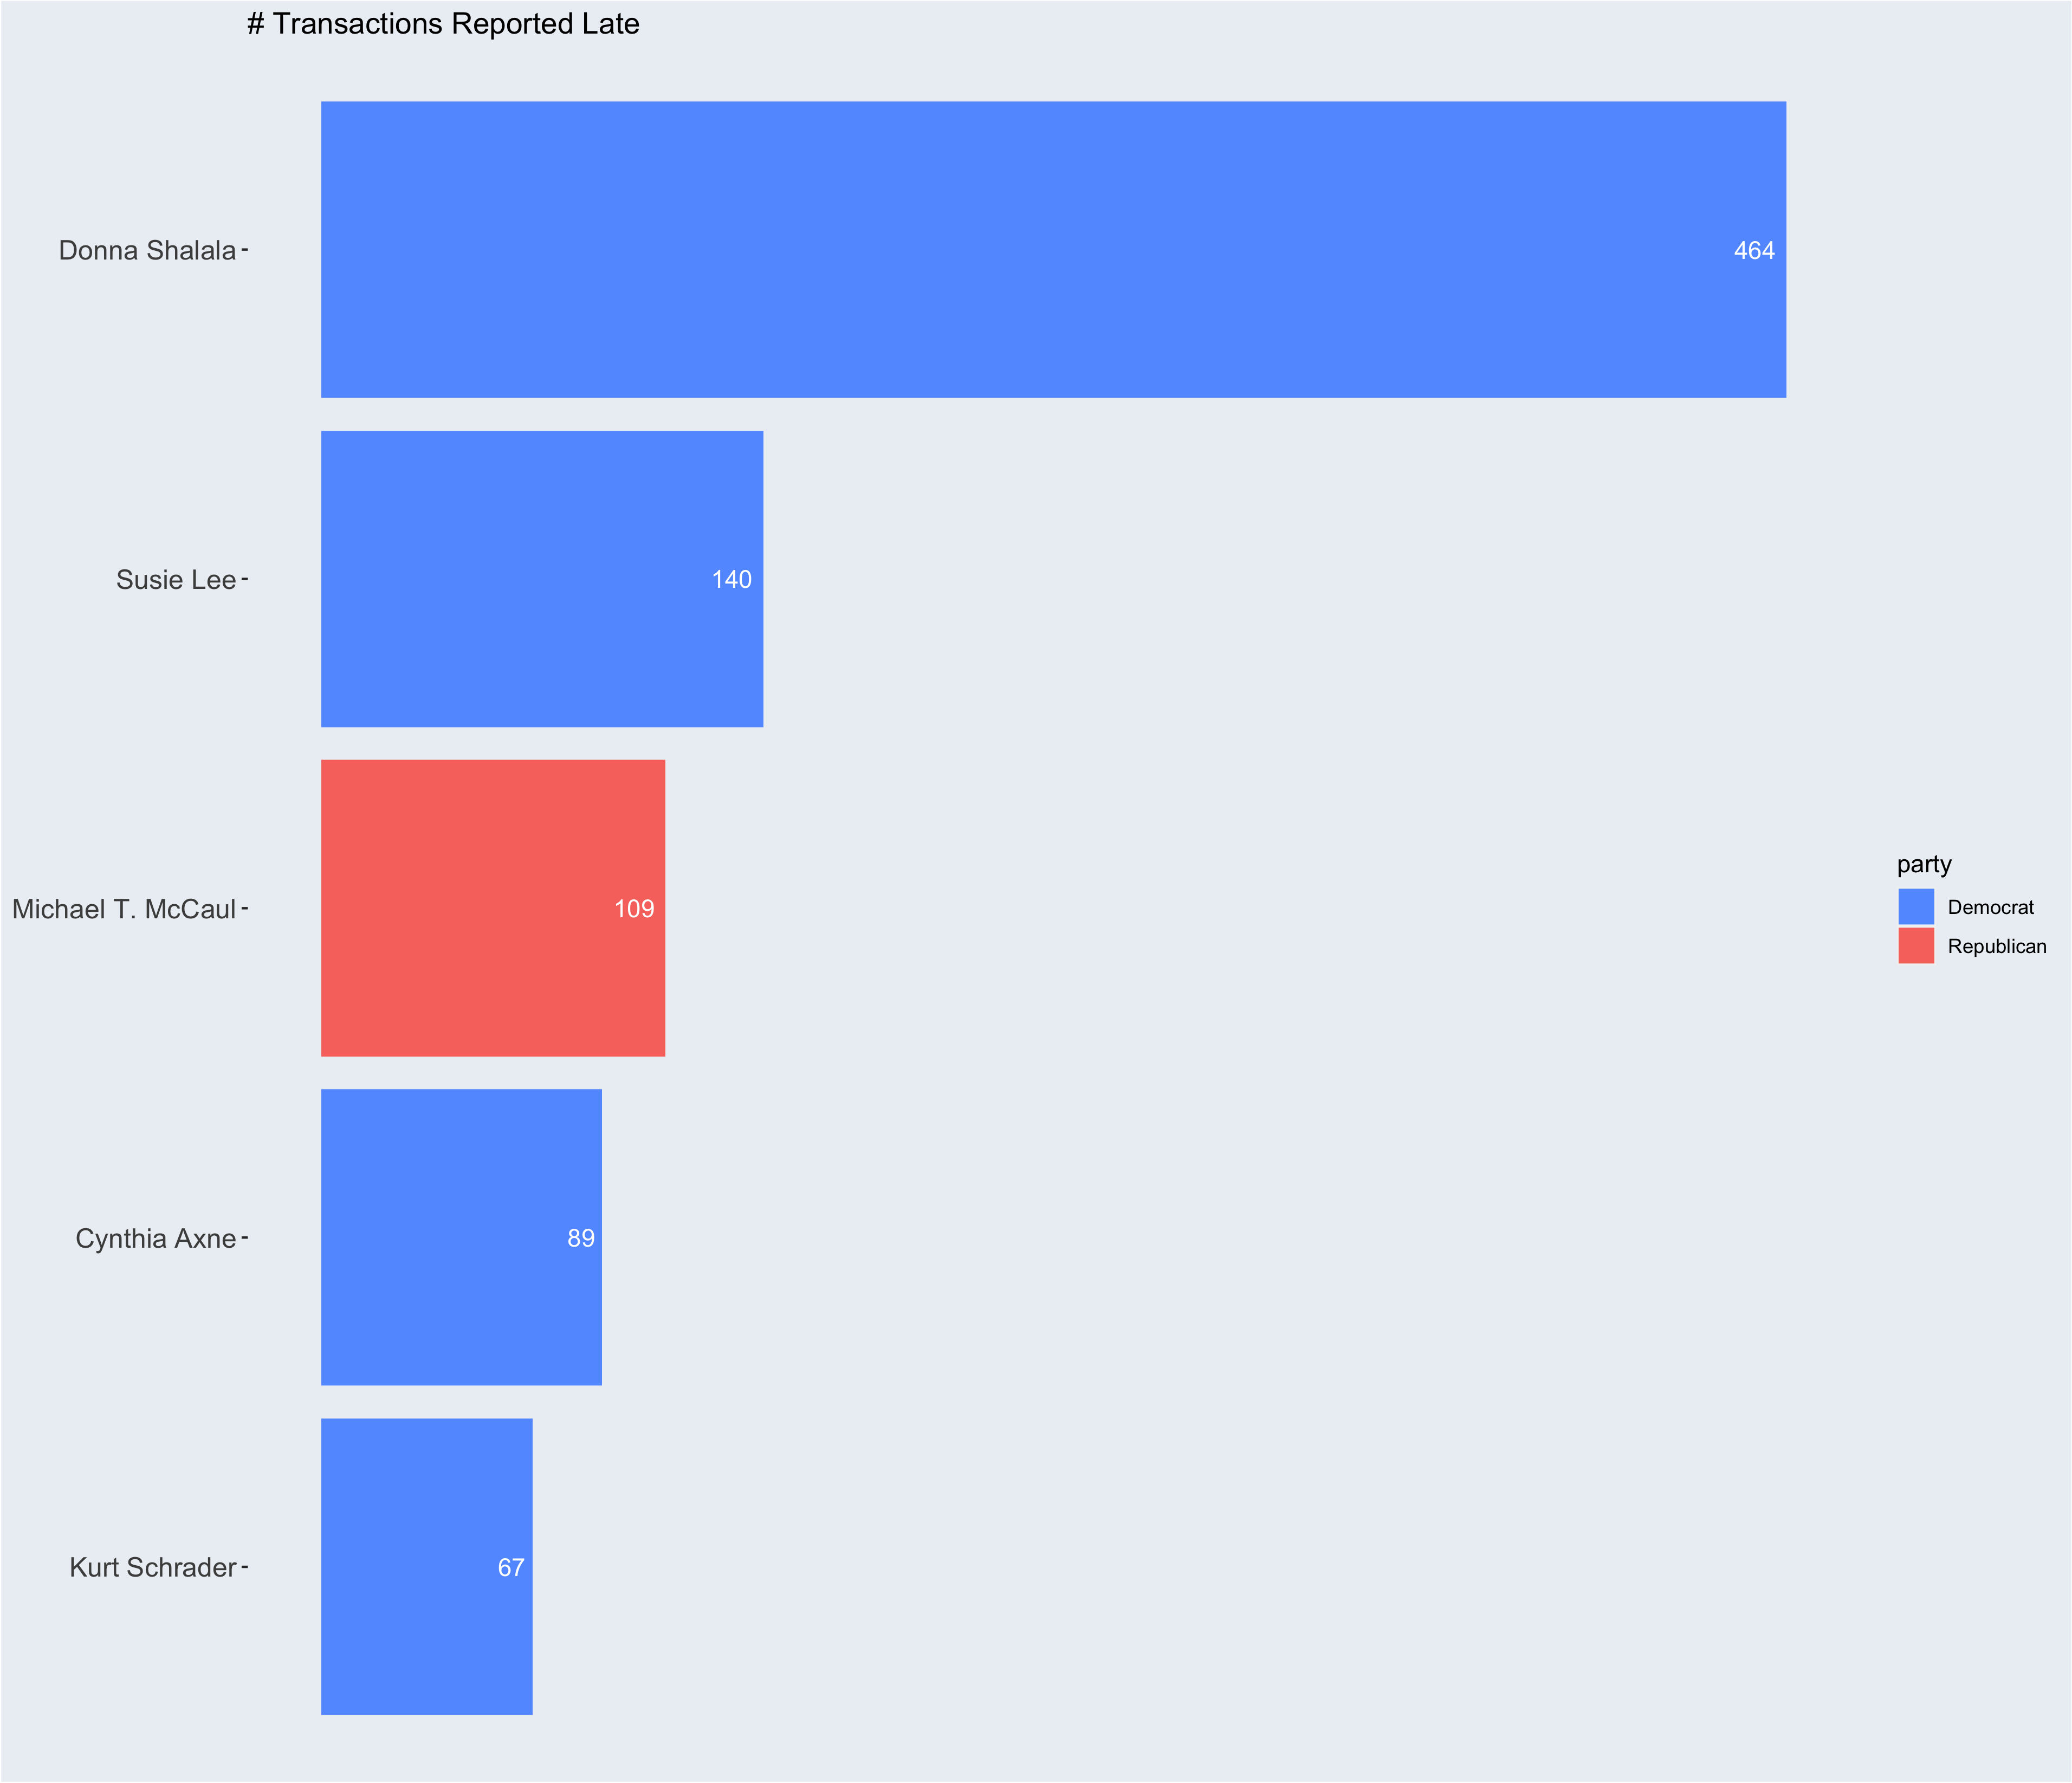 # Transactions Reported Late
Donna Shalala
464
Susie Lee
140
Michael T. McCaul
109
Cynthia Axne
89
Kurt Schrader
67
party
Democrat
Republican